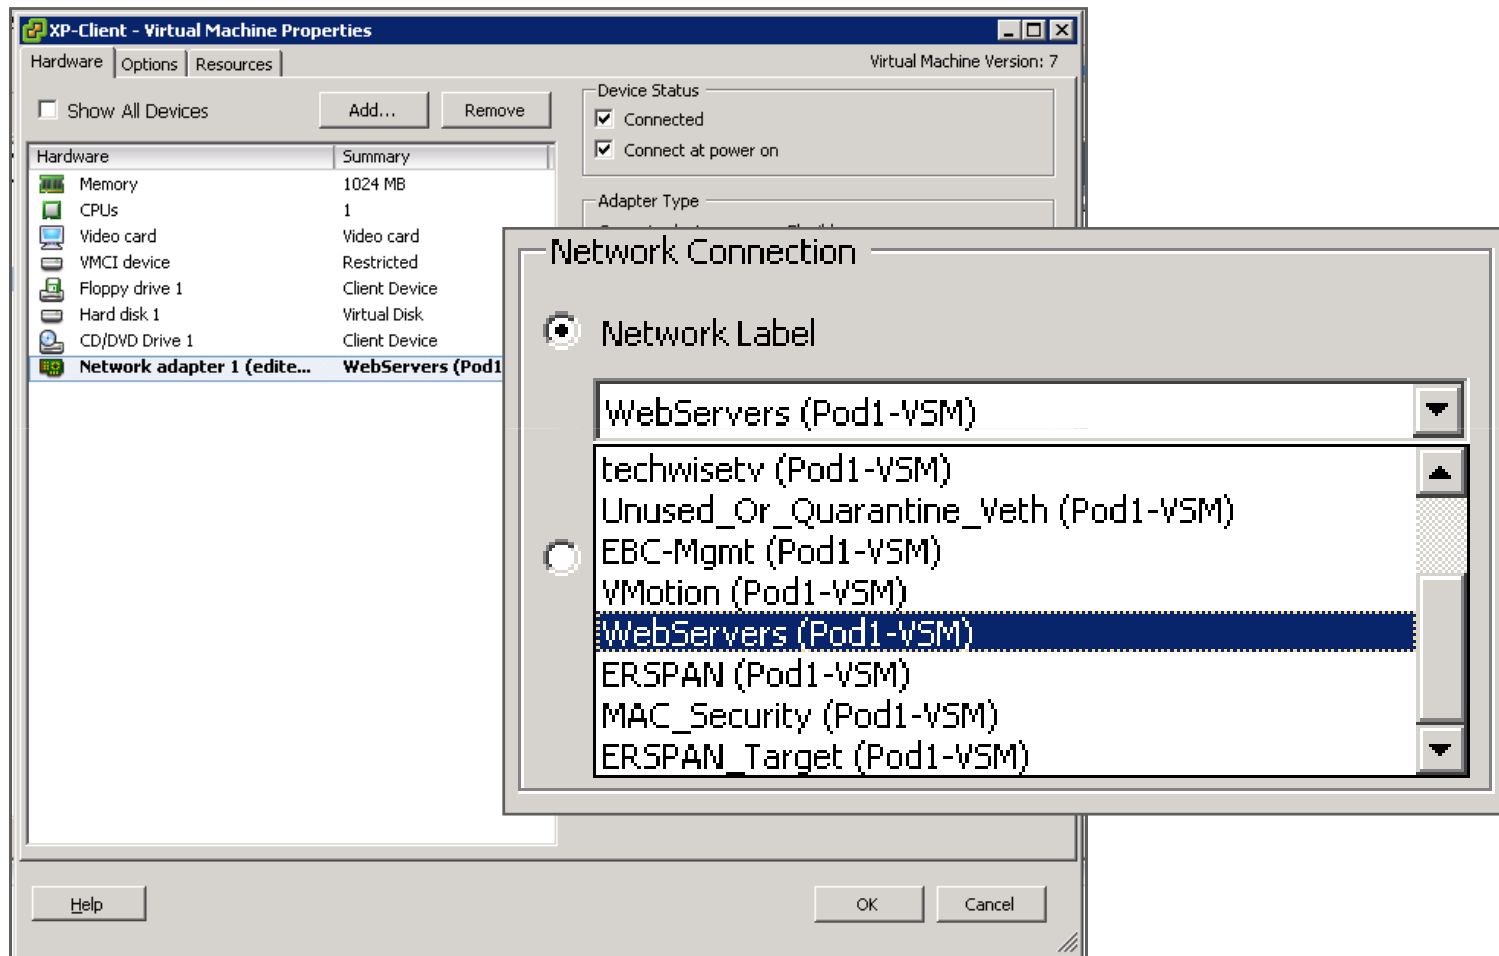 XP-Client - Virtual Machine Properties
Hardware Options Resources Virtual Machine Version: 7
Show All Devices Add... Remove
Hardware Summary
Memory 1024 MB
CPUs 1
Video card Video card
VMCI device Restricted
Floppy drive 1 Client Device
Hard disk 1 Virtual Disk
CD/DVD Drive 1 Client Device
Network adapter 1 (edite... WebServers (Pod1
Device Status
Connected
Connect at power on
Adapter Type
Network Connection
Network Label
WebServers (Pod1-VSM)
techwisetv (Pod1-VSM)
Unused_Or_Quarantine_Veth (Pod1-VSM)
EBC-Mgmt (Pod1-VSM)
VMotion (Pod1-VSM)
WebServers (Pod1-VSM)
ERSPAN (Pod1-VSM)
MAC_Security (Pod1-VSM)
ERSPAN_Target (Pod1-VSM)
Help OK Cancel